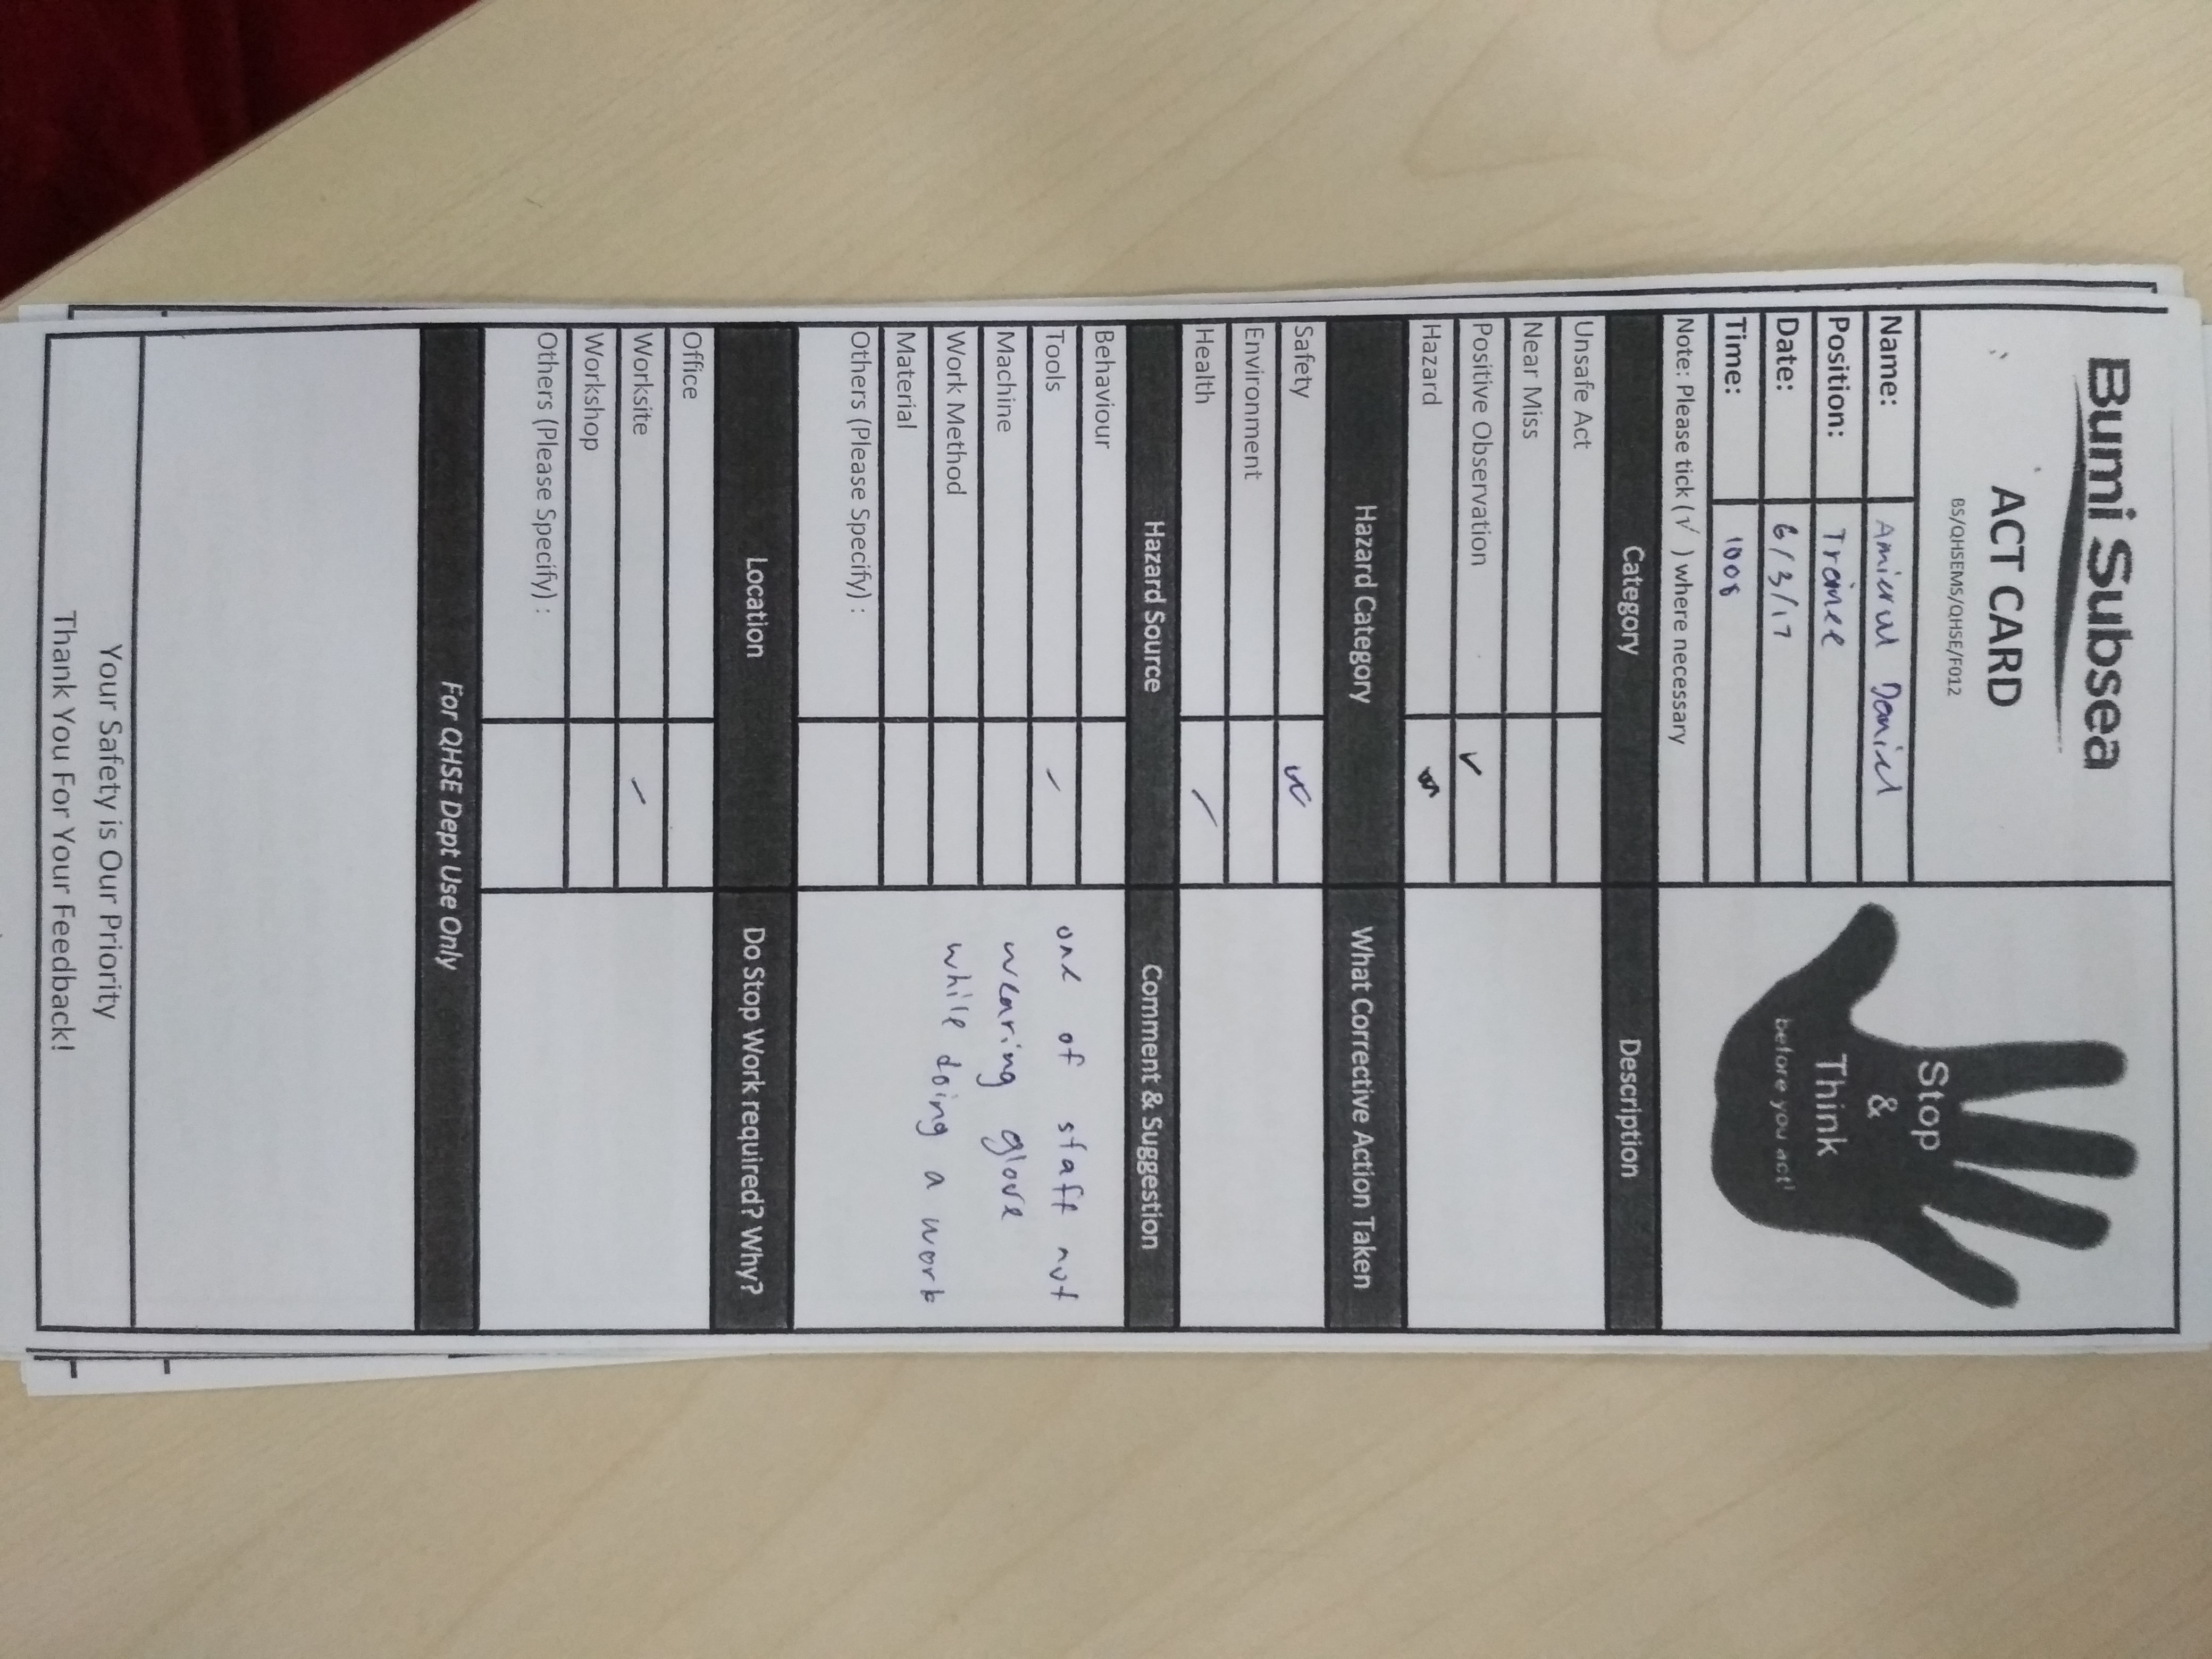 Bumi Subsea
ACT CARD
BS/QHSEMS/QHSE/F012
Stop
&
Think
before you act!
Name: Amierul Daniel
Position: Trainee
Date: 6/3/17
Time: 1008
Note: Please tick (√ ) where necessary
Category Description
Unsafe Act
Near Miss
Positive Observation ✓
Hazard
Hazard Category What Corrective Action Taken
Safety ✓
Environment
Health /
Hazard Source Comment & Suggestion
Behaviour
Tools /
Machine
Work Method
Material
Others (Please Specify) :
one of staff not
wearing glove
while doing a work
Location Do Stop Work required? Why?
Office
Worksite /
Workshop
Others (Please Specify) :
For QHSE Dept Use Only
Your Safety is Our Priority
Thank You For Your Feedback!